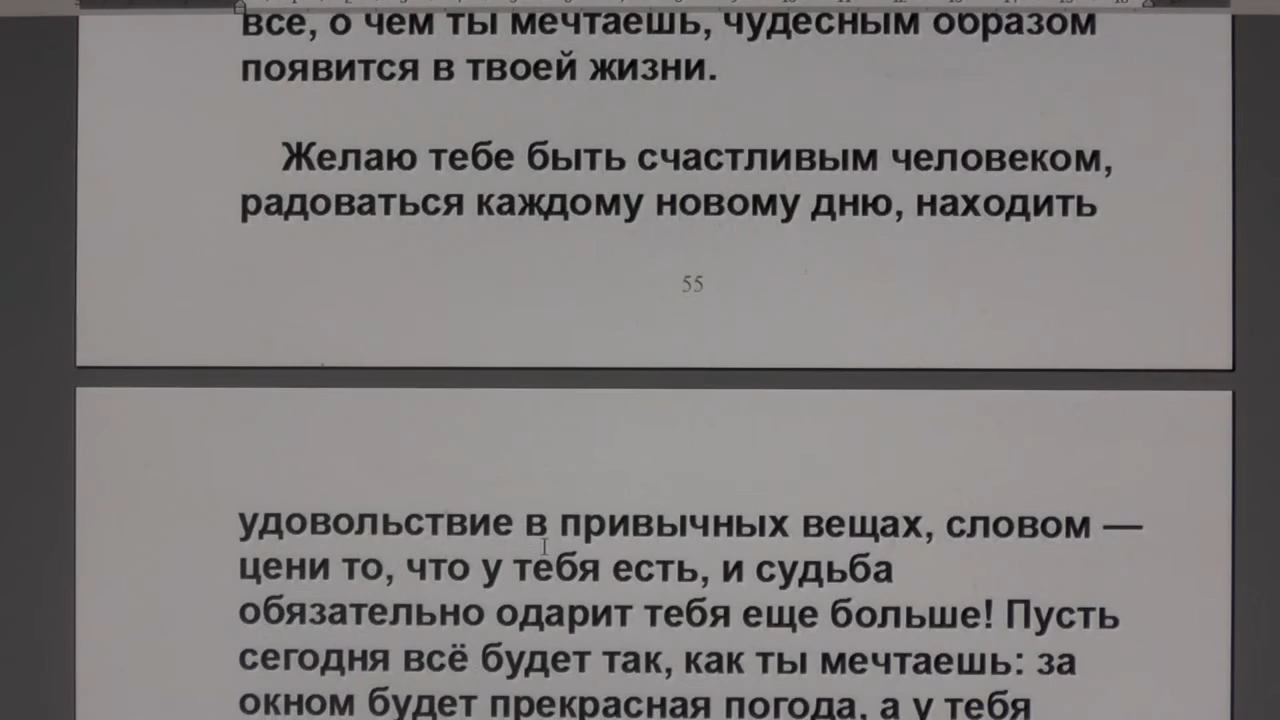 все, о чем ты мечтаешь, чудесным образом
появится в твоей жизни.
Желаю тебе быть счастливым человеком,
радоваться каждому новому дню, находить
55
удовольствие в привычных вещах, словом —
цени то, что у тебя есть, и судьба
обязательно одарит тебя еще больше! Пусть
сегодня всё будет так, как ты мечтаешь: за
окном будет прекрасная погода, а у тебя